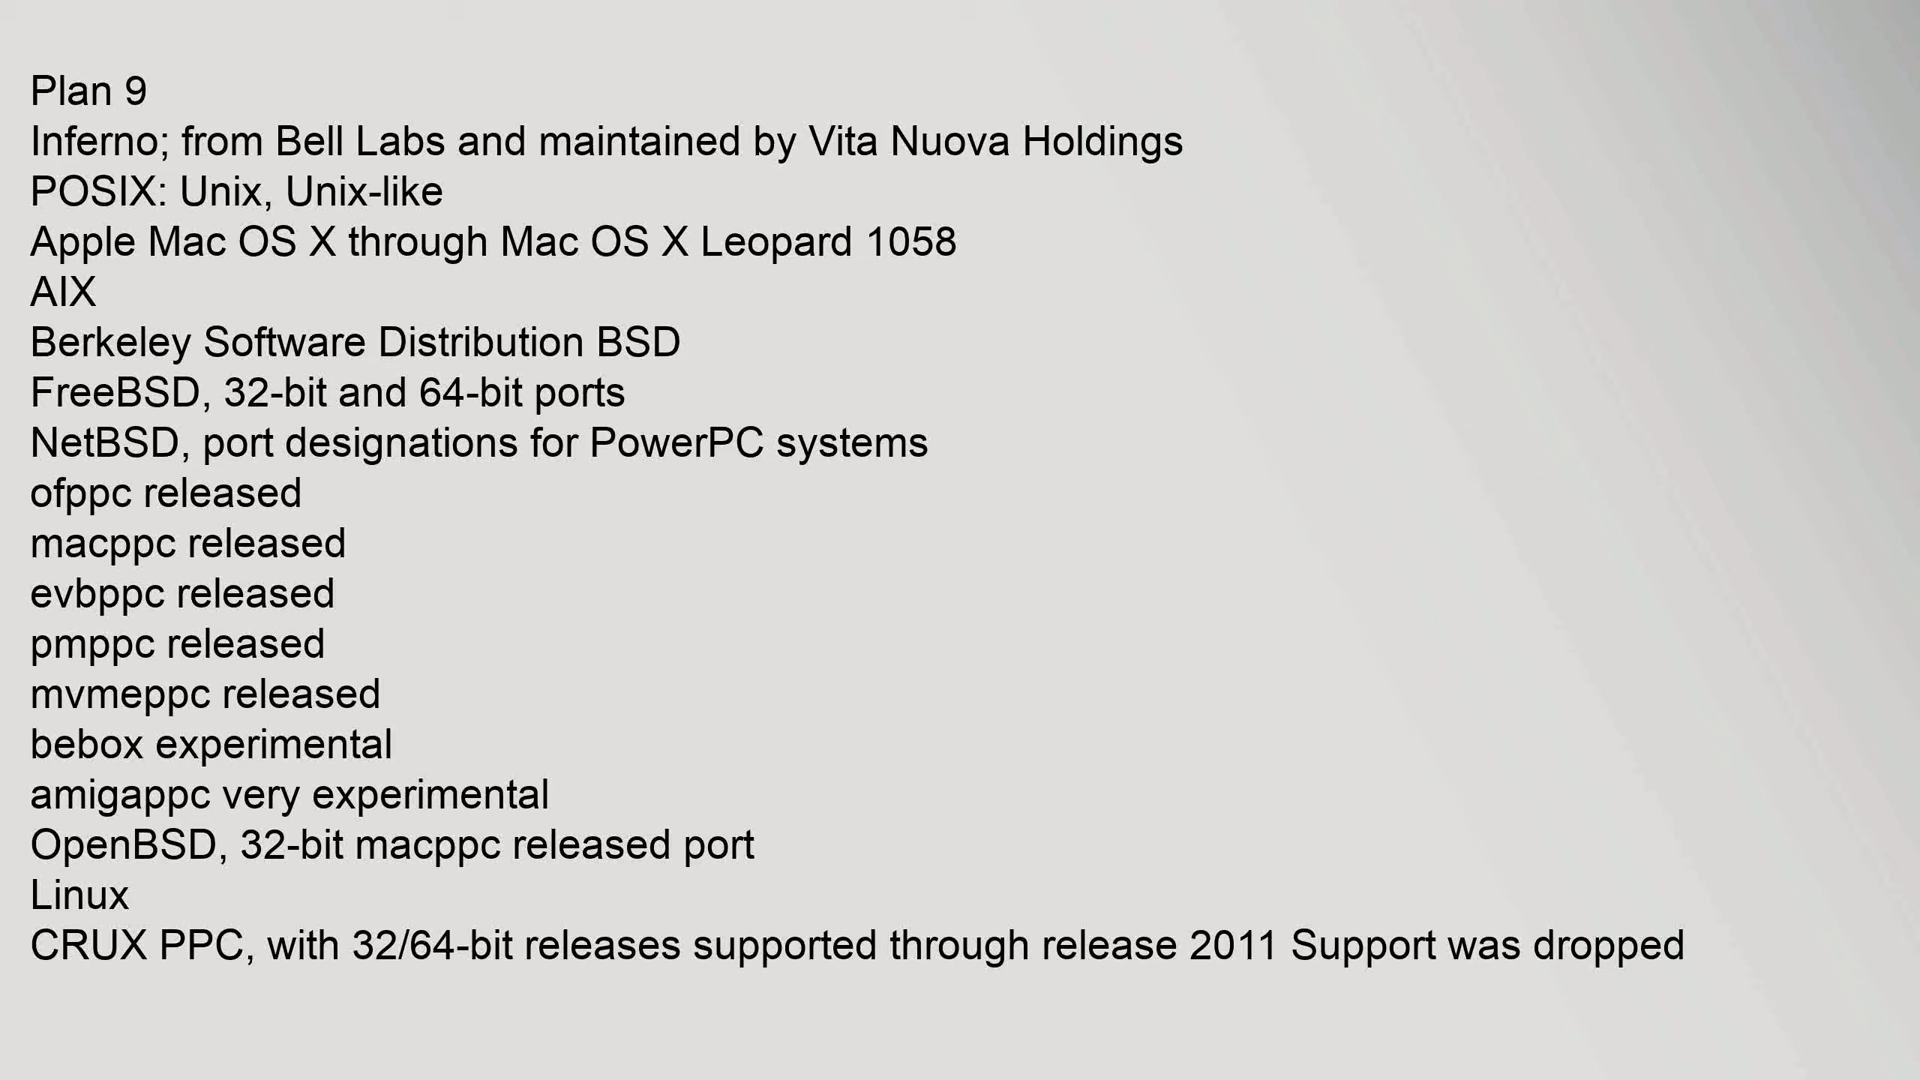 Plan 9
Inferno; from Bell Labs and maintained by Vita Nuova Holdings
POSIX: Unix, Unix-like
Apple Mac OS X through Mac OS X Leopard 1058
AIX
Berkeley Software Distribution BSD
FreeBSD, 32-bit and 64-bit ports
NetBSD, port designations for PowerPC systems
ofppc released
macppc released
evbppc released
pmppc released
mvmeppc released
bebox experimental
amigappc very experimental
OpenBSD, 32-bit macppc released port
Linux
CRUX PPC, with 32/64-bit releases supported through release 2011 Support was dropped